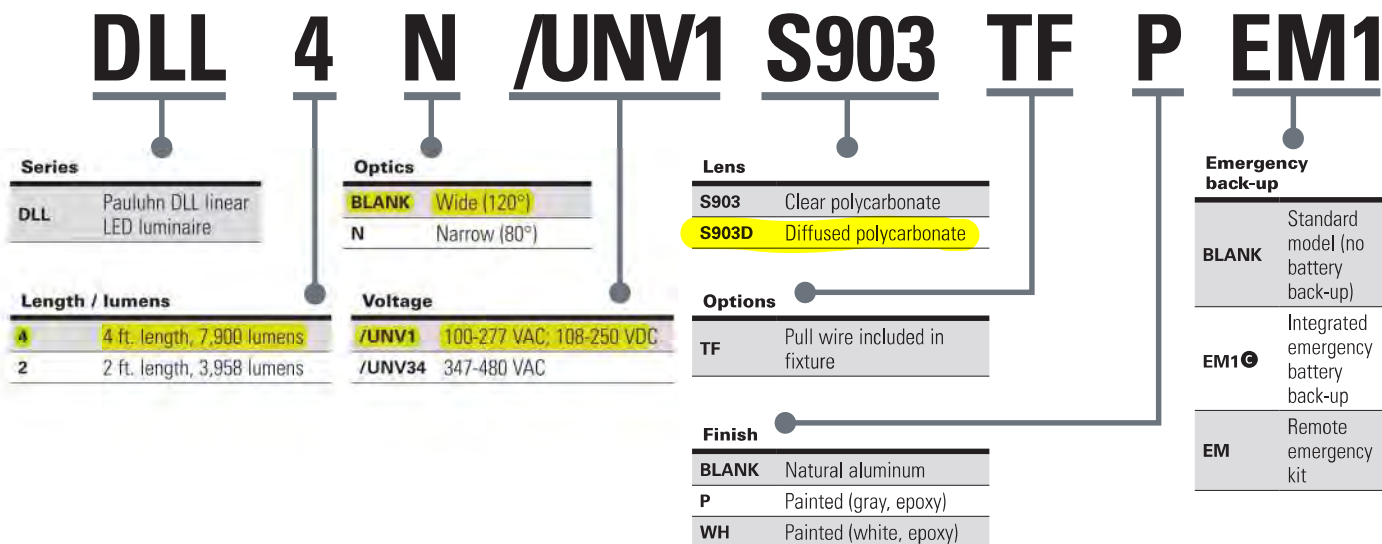 DLL 4 N /UNV1 S903 TF P EM1
Series
DLL Pauluhn DLL linear
LED luminaire
Length / lumens
4 4 ft. length, 7,900 lumens
2 2 ft. length, 3,958 lumens
Optics
BLANK Wide (120°)
N Narrow (80°)
Voltage
/UNV1 100-277 VAC; 108-250 VDC
/UNV34 347-480 VAC
Lens
S903 Clear polycarbonate
S903D Diffused polycarbonate
Options
TF Pull wire included in
fixture
Finish
BLANK Natural aluminum
P Painted (gray, epoxy)
WH Painted (white, epoxy)
Emergency
back-up
BLANK Standard
model (no
battery
back-up)
EM1 C Integrated
emergency
battery
back-up
EM Remote
emergency
kit